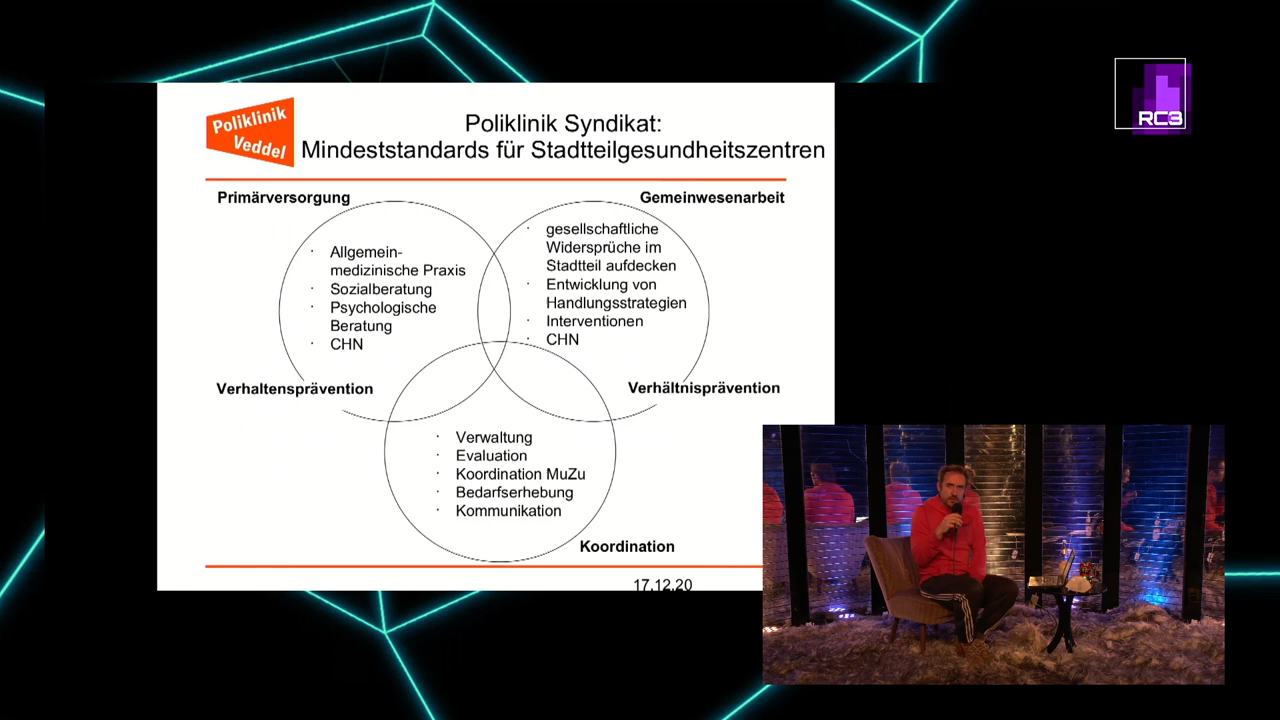 RC3
Poliklinik
Veddel
Poliklinik Syndikat:
Mindeststandards für Stadtteilgesundheitszentren
Primärversorgung
Gemeinwesenarbeit
· Allgemein-
medizinische Praxis
· Sozialberatung
· Psychologische
Beratung
· CHN
· gesellschaftliche
Widersprüche im
Stadtteil aufdecken
· Entwicklung von
Handlungsstrategien
· Interventionen
· CHN
Verhaltensprävention
Verhältnisprävention
· Verwaltung
· Evaluation
· Koordination MuZu
· Bedarfserhebung
· Kommunikation
Koordination
17.12.20